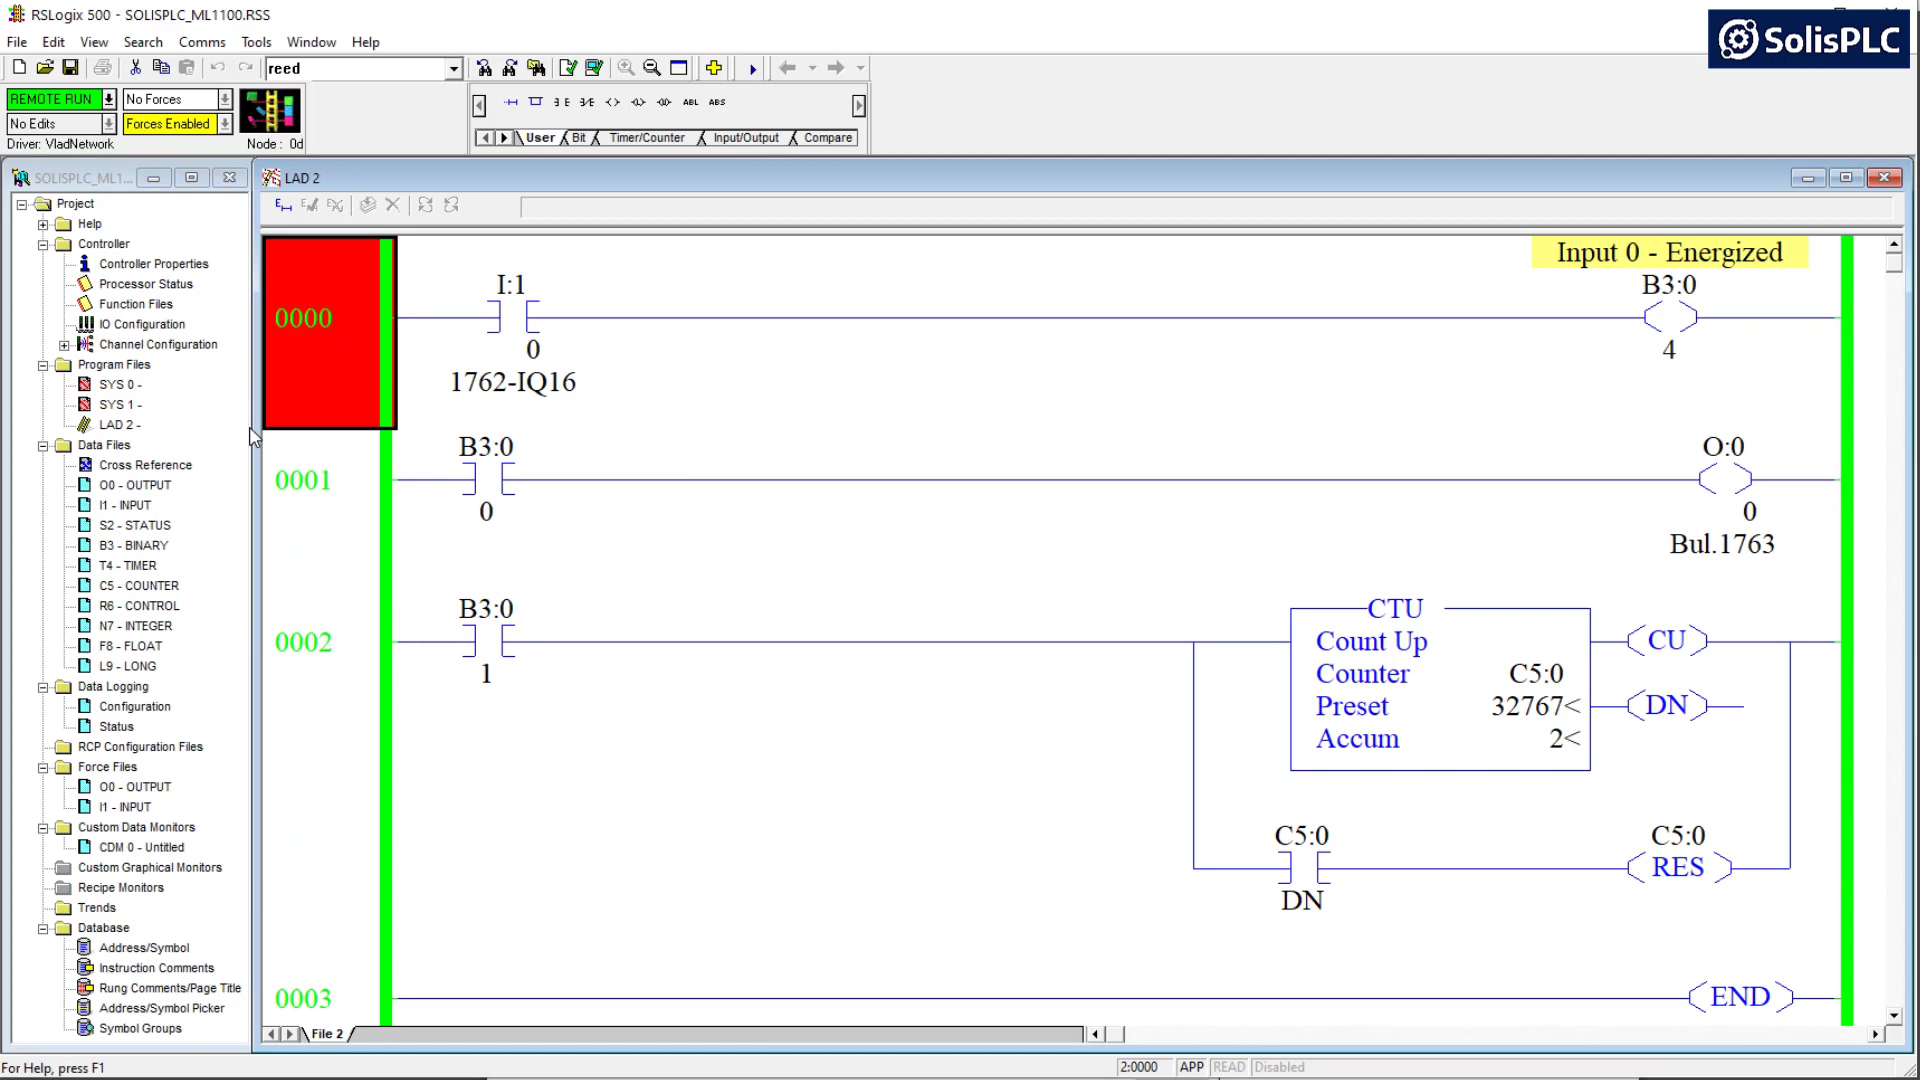 RSLogix 500 - SOLISPLC_ML1100.RSS
SolisPLC
File Edit View Search Comms Tools Window Help
reed
REMOTE RUN No Forces
No Edits Forces Enabled
Driver: VladNetwork Node : 0d
ABL ABS
User Bit Timer/Counter Input/Output Compare
SOLISPLC_ML1...
Project
Help
Controller
Controller Properties
Processor Status
Function Files
IO Configuration
Channel Configuration
Program Files
SYS 0 -
SYS 1 -
LAD 2 -
Data Files
Cross Reference
O0 - OUTPUT
I1 - INPUT
S2 - STATUS
B3 - BINARY
T4 - TIMER
C5 - COUNTER
R6 - CONTROL
N7 - INTEGER
F8 - FLOAT
L9 - LONG
Data Logging
Configuration
Status
RCP Configuration Files
Force Files
O0 - OUTPUT
I1 - INPUT
Custom Data Monitors
CDM 0 - Untitled
Custom Graphical Monitors
Recipe Monitors
Trends
Database
Address/Symbol
Instruction Comments
Rung Comments/Page Title
Address/Symbol Picker
Symbol Groups
LAD 2
Input 0 - Energized
I:1 B3:0
0000
0 4
1762-IQ16
B3:0 O:0
0001
0 0
Bul.1763
B3:0 CTU
0002 Count Up CU
1 Counter C5:0
Preset 32767< DN
Accum 2<
C5:0 C5:0
RES
DN
0003 END
File 2
For Help, press F1 2:0000 APP READ Disabled